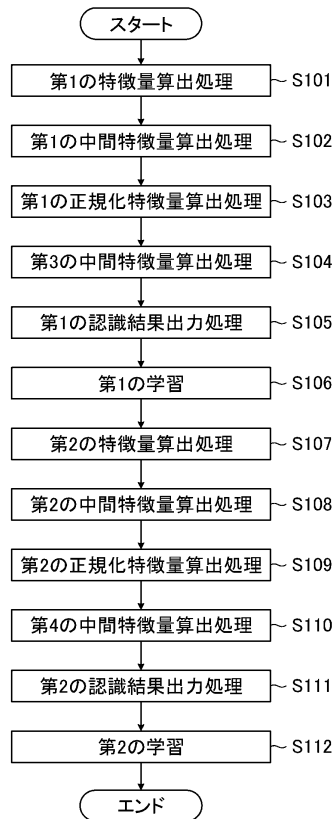 スタート
第1の特徴量算出処理 ～S101
第1の中間特徴量算出処理 ～S102
第1の正規化特徴量算出処理 ～S103
第3の中間特徴量算出処理 ～S104
第1の認識結果出力処理 ～S105
第1の学習 ～S106
第2の特徴量算出処理 ～S107
第2の中間特徴量算出処理 ～S108
第2の正規化特徴量算出処理 ～S109
第4の中間特徴量算出処理 ～S110
第2の認識結果出力処理 ～S111
第2の学習 ～S112
エンド